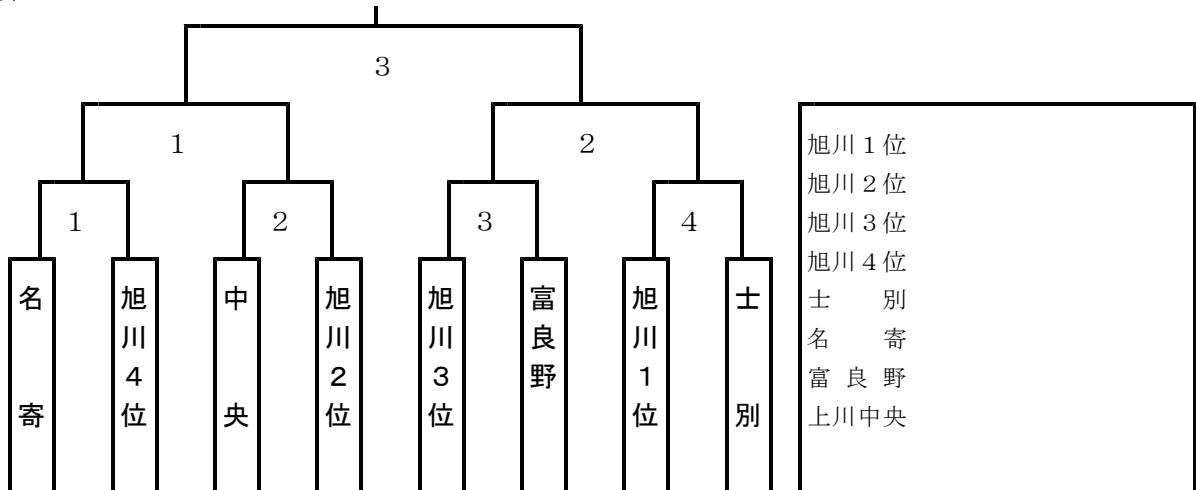 3
1
2
1
2
3
4
名寄
旭川4位
中央
旭川2位
旭川3位
富良野
旭川1位
士別
旭川１位
旭川２位
旭川３位
旭川４位
士　　別
名　　寄
富 良 野
上川中央